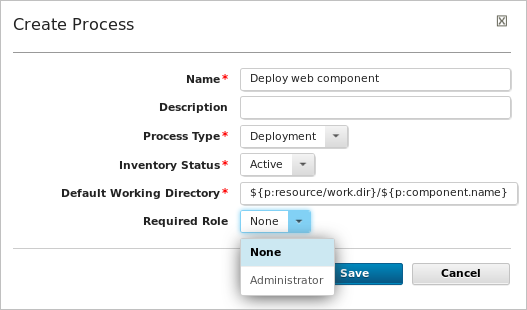 Create Process
Name* Deploy web component
Description
Process Type* Deployment
Inventory Status* Active
Default Working Directory* ${p:resource/work.dir}/${p:component.name}
Required Role None
None
Administrator
Save Cancel